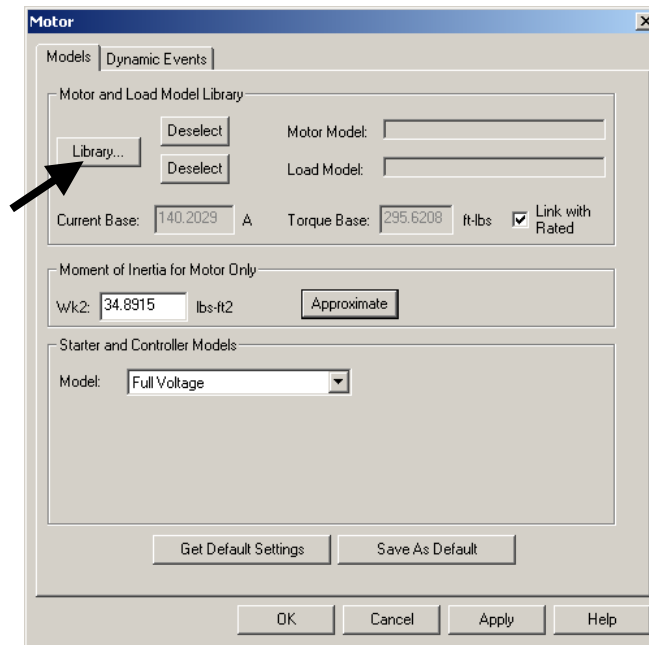 Motor
Models Dynamic Events
Motor and Load Model Library
Library...
Deselect
Motor Model:
Deselect
Load Model:
Current Base: 140.2029 A Torque Base: 295.6208 ft-lbs Link with Rated
Moment of Inertia for Motor Only
Wk2: 34.8915 lbs-ft2 Approximate
Starter and Controller Models
Model: Full Voltage
Get Default Settings Save As Default
OK Cancel Apply Help